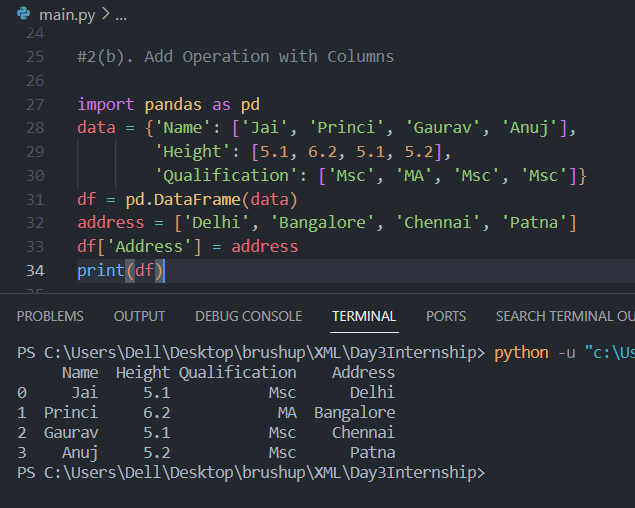 main.py > ...
24
25 #2(b). Add Operation with Columns
26
27 import pandas as pd
28 data = {'Name': ['Jai', 'Princi', 'Gaurav', 'Anuj'],
29         'Height': [5.1, 6.2, 5.1, 5.2],
30         'Qualification': ['Msc', 'MA', 'Msc', 'Msc']}
31 df = pd.DataFrame(data)
32 address = ['Delhi', 'Bangalore', 'Chennai', 'Patna']
33 df['Address'] = address
34 print(df)
35
PROBLEMS OUTPUT DEBUG CONSOLE TERMINAL PORTS SEARCH TERMINAL OU
PS C:\Users\Dell\Desktop\brushup\XML\Day3Internship> python -u "c:\Us
     Name  Height Qualification    Address
0     Jai     5.1           Msc      Delhi
1  Princi     6.2            MA  Bangalore
2  Gaurav     5.1           Msc    Chennai
3    Anuj     5.2           Msc      Patna
PS C:\Users\Dell\Desktop\brushup\XML\Day3Internship>